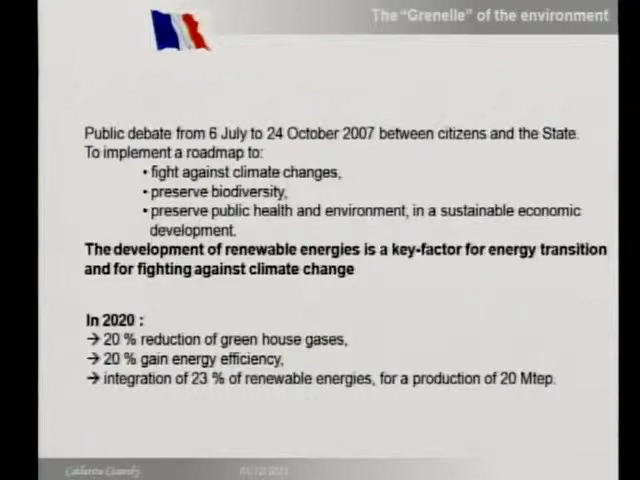 The "Grenelle" of the environment
Public debate from 6 July to 24 October 2007 between citizens and the State.
To implement a roadmap to:
• fight against climate changes,
• preserve biodiversity,
• preserve public health and environment, in a sustainable economic
development.
The development of renewable energies is a key-factor for energy transition
and for fighting against climate change
In 2020 :
→ 20 % reduction of green house gases,
→ 20 % gain energy efficiency,
→ integration of 23 % of renewable energies, for a production of 20 Mtep.